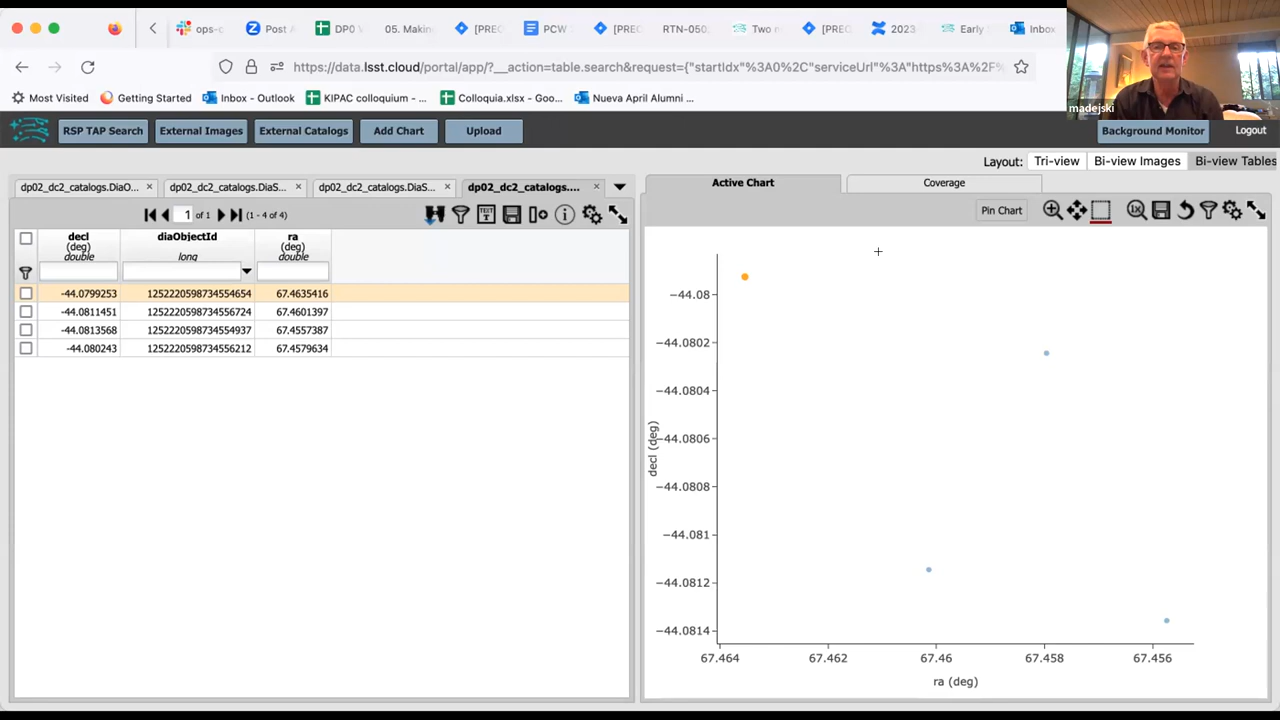 ops-
Post A
DP0 \
05. Makin
[PREC
PCW
[PREC
RTN-050,
Two n
[PREC
2023
Early
Inbox
https://data.lsst.cloud/portal/app/?__action=table.search&request={"startIdx"%3A0%2C"serviceUrl"%3A"https%3A%2F%
Most Visited
Getting Started
Inbox - Outlook
KIPAC colloquium - ...
Colloquia.xlsx - Goo...
Nueva April Alumni ...
madejski
RSP TAP Search
External Images
External Catalogs
Add Chart
Upload
Background Monitor
Logout
Layout:
Tri-view
Bi-view Images
Bi-view Tables
dp02_dc2_catalogs.DiaO...
dp02_dc2_catalogs.DiaS...
dp02_dc2_catalogs.DiaS...
dp02_dc2_catalogs....
Active Chart
Coverage
1 of 1 (1 - 4 of 4)
TEXT
Pin Chart
1x
decl diaObjectId ra
(deg) (deg)
double long double
-44.0799253 1252220598734554654 67.4635416
-44.0811451 1252220598734556724 67.4601397
-44.0813568 1252220598734554937 67.4557387
-44.080243 1252220598734556212 67.4579634
−44.08
−44.0802
−44.0804
−44.0806
−44.0808
−44.081
−44.0812
−44.0814
decl (deg)
67.464 67.462 67.46 67.458 67.456
ra (deg)